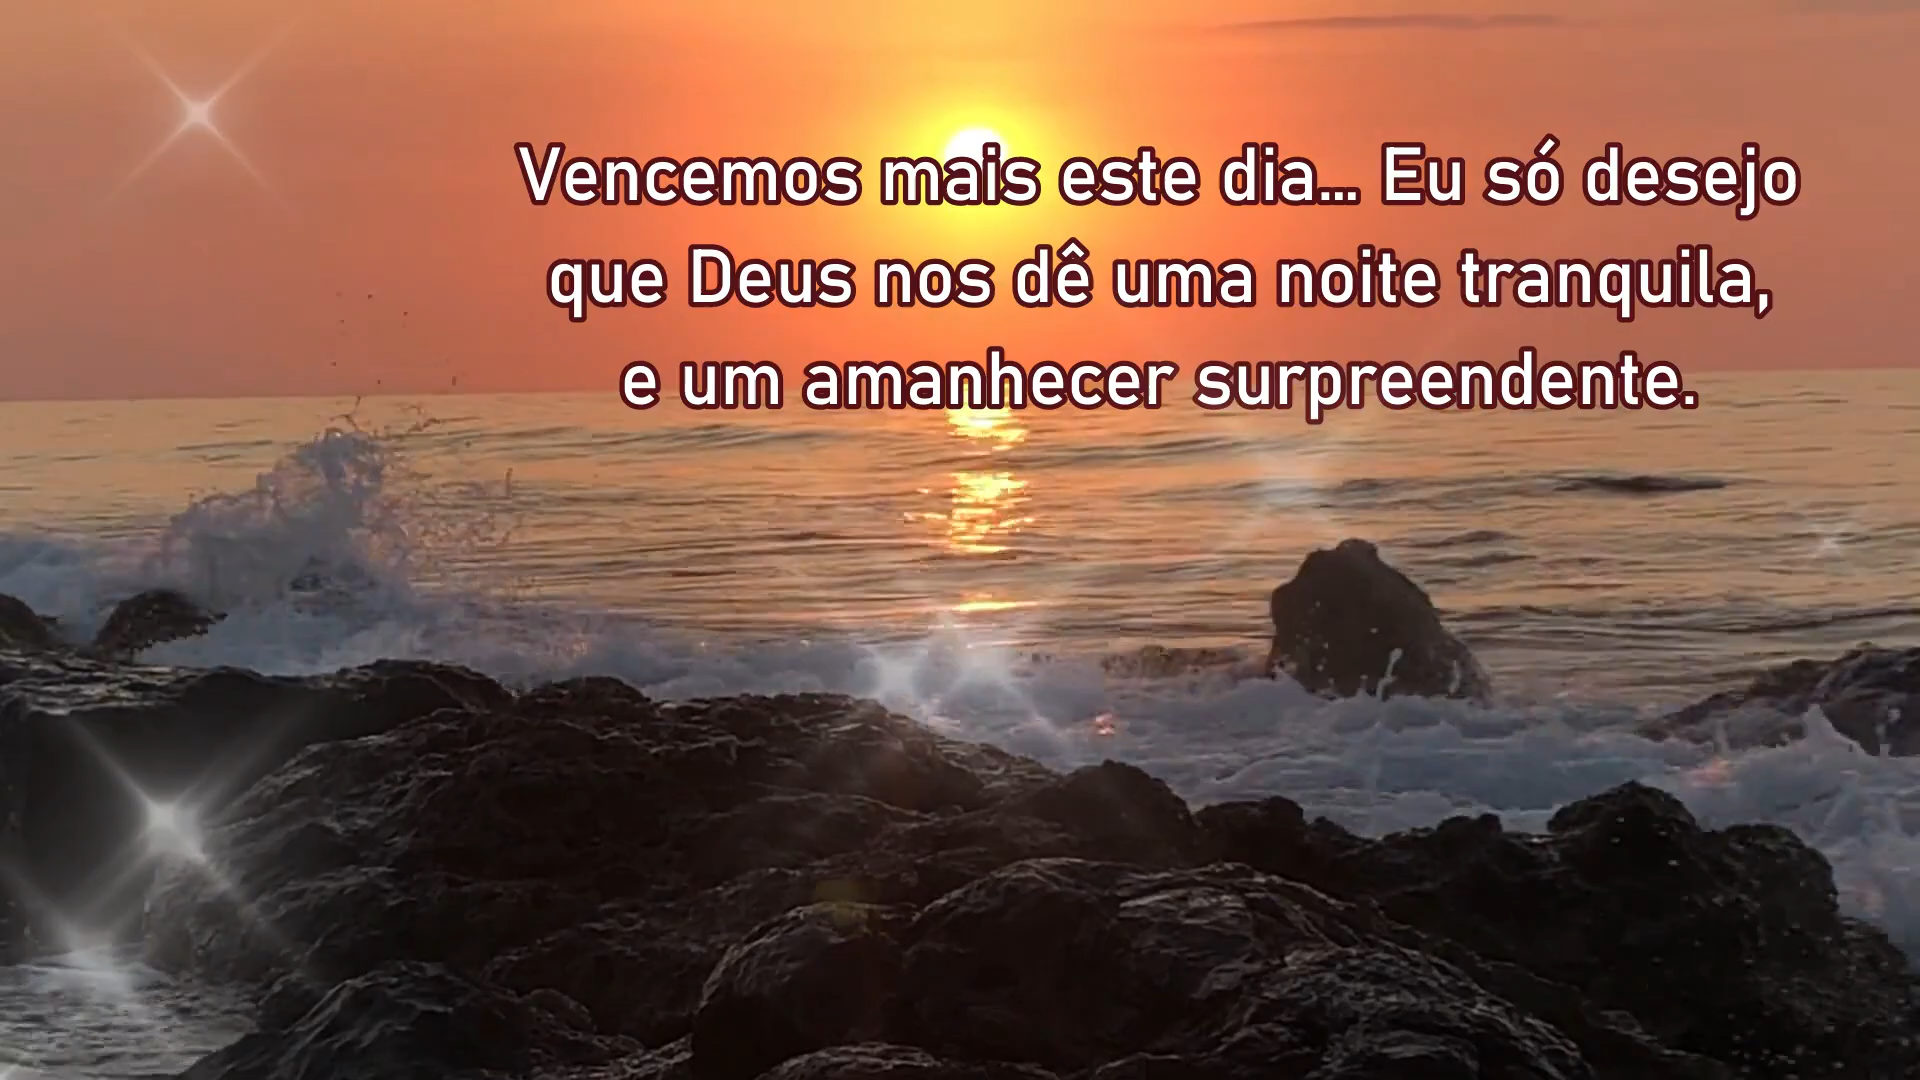 Vencemos mais este dia... Eu só desejo
que Deus nos dê uma noite tranquila,
e um amanhecer surpreendente.